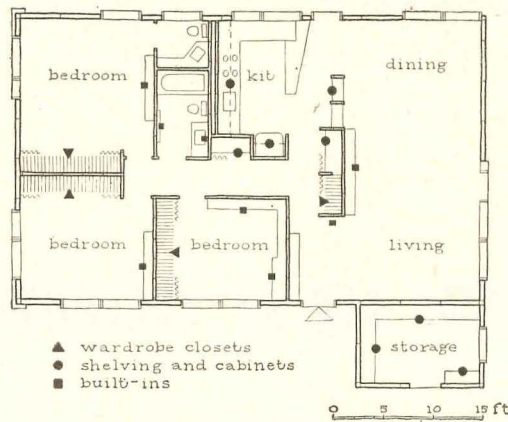 bedroom
kit
dining
bedroom
bedroom
living
▲ wardrobe closets
● shelving and cabinets
■ built-ins
storage
0 5 10 15 ft